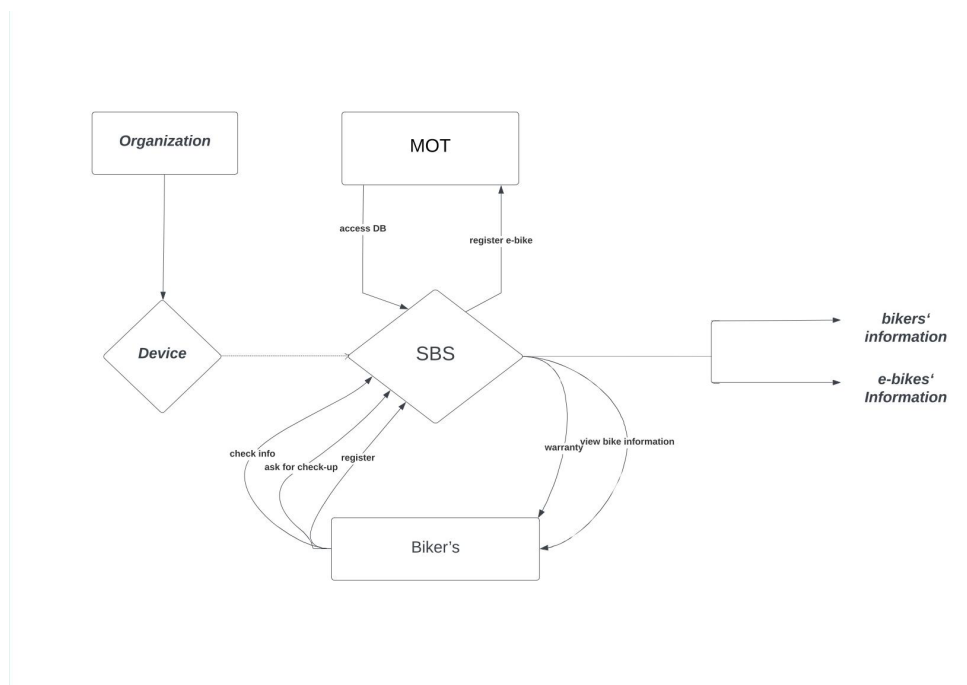 Organization
MOT
access DB
register e-bike
Device
SBS
bikers‘
information
e-bikes‘
Information
check info
ask for check-up
register
warranty
view bike information
Biker’s